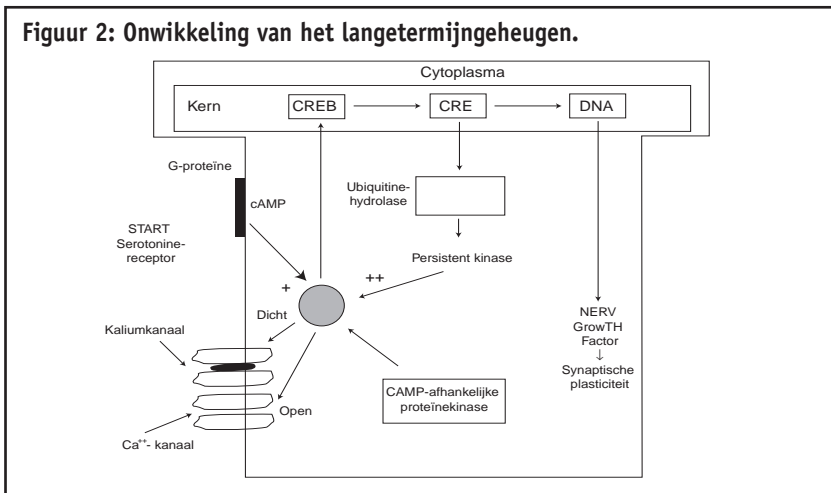 Figuur 2: Onwikkeling van het langetermijngeheugen.
Cytoplasma
Kern
CREB
CRE
DNA
G-proteïne
cAMP
Ubiquitine-
hydrolase
START
Serotonine-
receptor
Persistent kinase
++
+
Dicht
Kaliumkanaal
NERV
GrowTH
Factor
↓
Synaptische
plasticiteit
CAMP-afhankelijke
proteïnekinase
Open
Ca++- kanaal